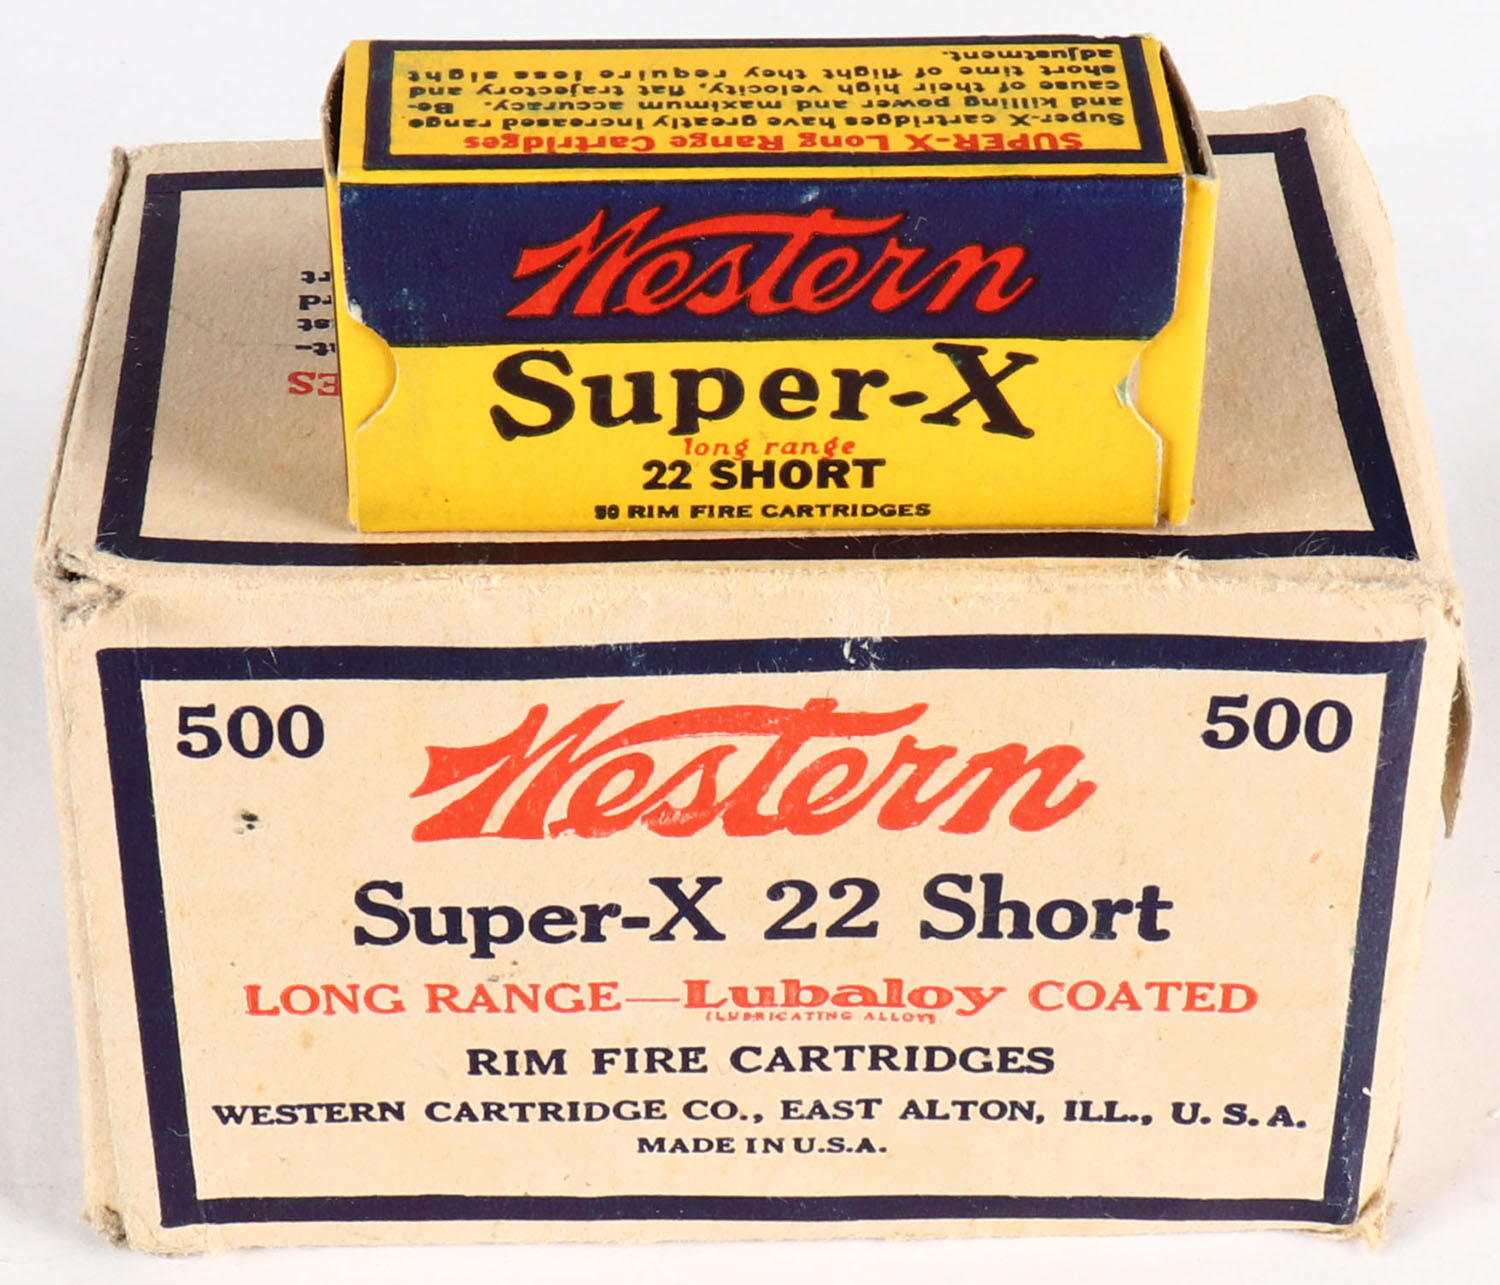 SUPER-X Long Range Cartridges
Super-X cartridges have greatly increased range
and killing power and maximum accuracy. Be-
cause of their high velocity, flat trajectory and
short time of flight they require less sight
adjustment.
Western
Super-X
long range
22 SHORT
50 RIM FIRE CARTRIDGES
ES
500
Western
500
Super-X 22 Short
LONG RANGE—Lubaloy COATED
(LUBRICATING ALLOY)
RIM FIRE CARTRIDGES
WESTERN CARTRIDGE CO., EAST ALTON, ILL., U. S. A.
MADE IN U.S.A.